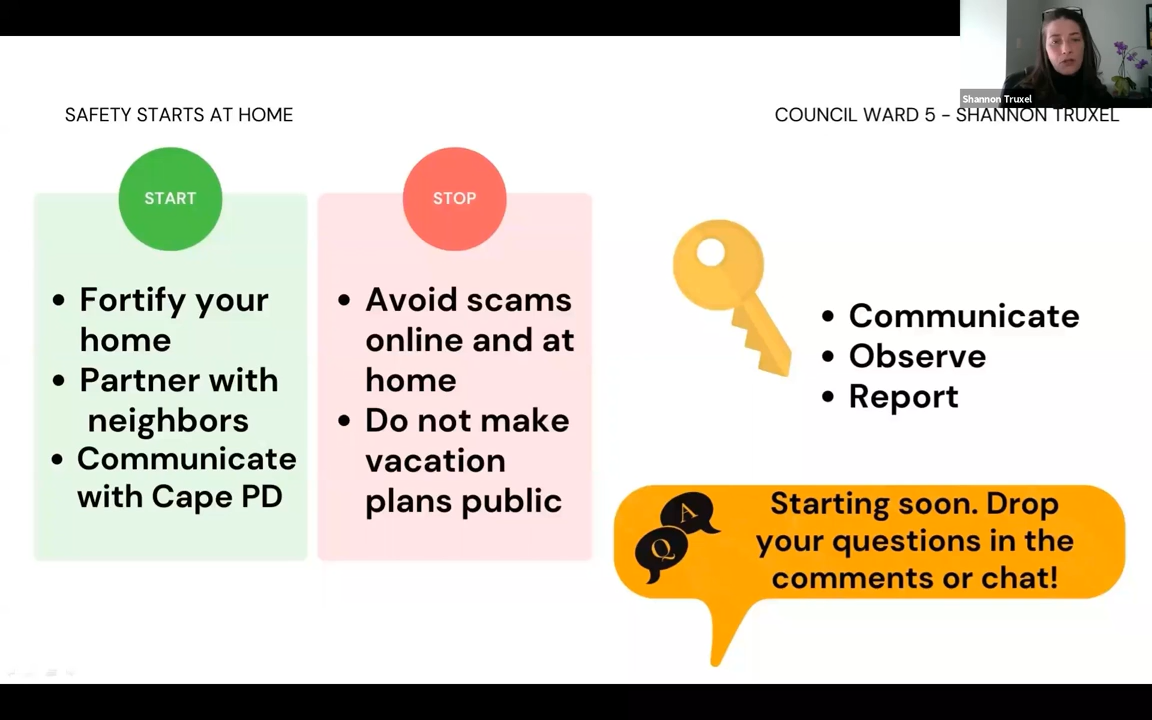 Shannon Truxel
SAFETY STARTS AT HOME
COUNCIL WARD 5 - SHANNON TRUXEL
START
• Fortify your
home
• Partner with
neighbors
• Communicate
with Cape PD
STOP
• Avoid scams
online and at
home
• Do not make
vacation
plans public
• Communicate
• Observe
• Report
A
Q
Starting soon. Drop
your questions in the
comments or chat!